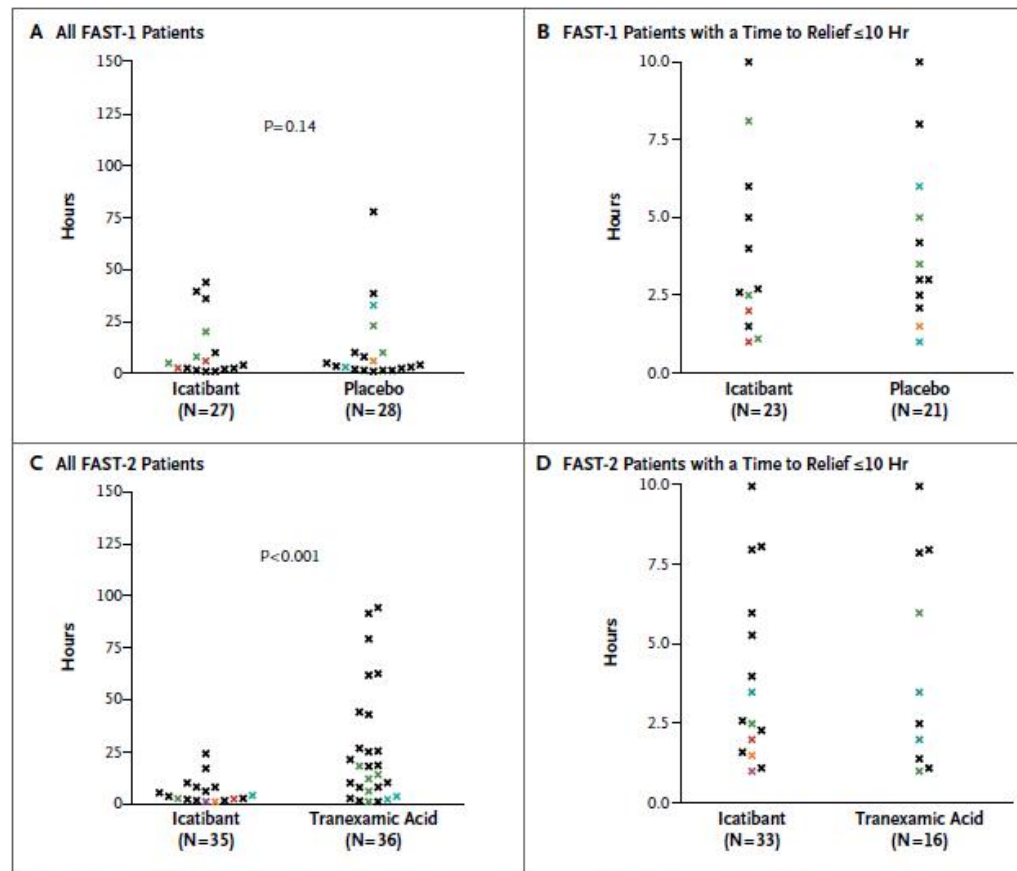 A All FAST-1 Patients
150
125
100
75
50
25
0
Hours
P=0.14
Icatibant
(N=27)
Placebo
(N=28)
B FAST-1 Patients with a Time to Relief ≤10 Hr
10.0
7.5
5.0
2.5
0.0
Hours
Icatibant
(N=23)
Placebo
(N=21)
C All FAST-2 Patients
150
125
100
75
50
25
0
Hours
P<0.001
Icatibant
(N=35)
Tranexamic Acid
(N=36)
D FAST-2 Patients with a Time to Relief ≤10 Hr
10.0
7.5
5.0
2.5
0.0
Hours
Icatibant
(N=33)
Tranexamic Acid
(N=16)